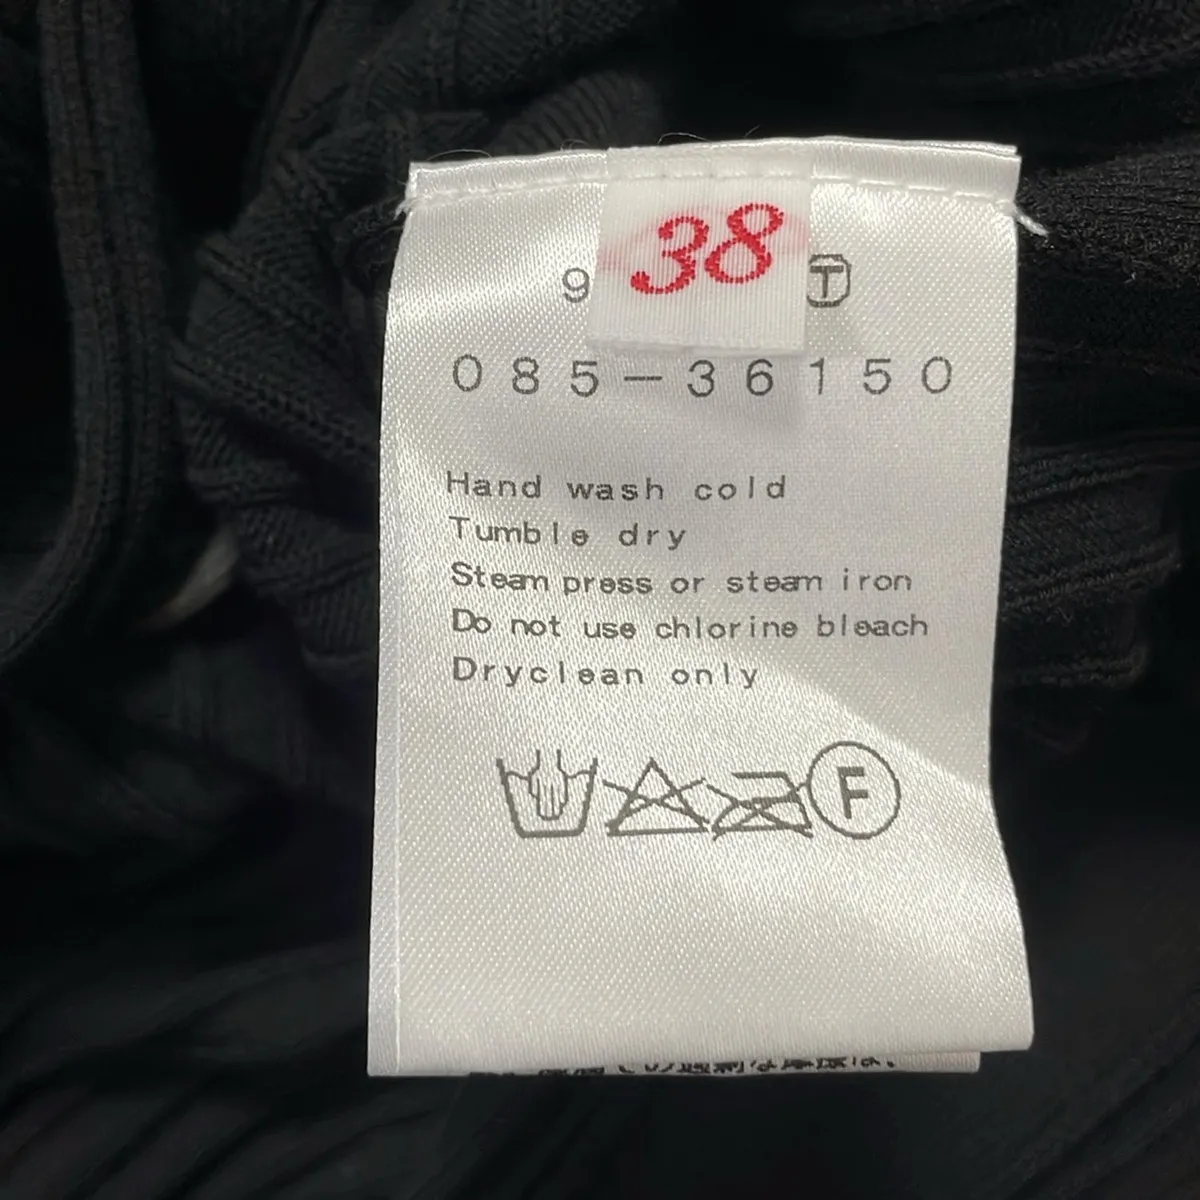 38
9 T
085-36150
Hand wash cold
Tumble dry
Steam press or steam iron
Do not use chlorine bleach
Dryclean only
F